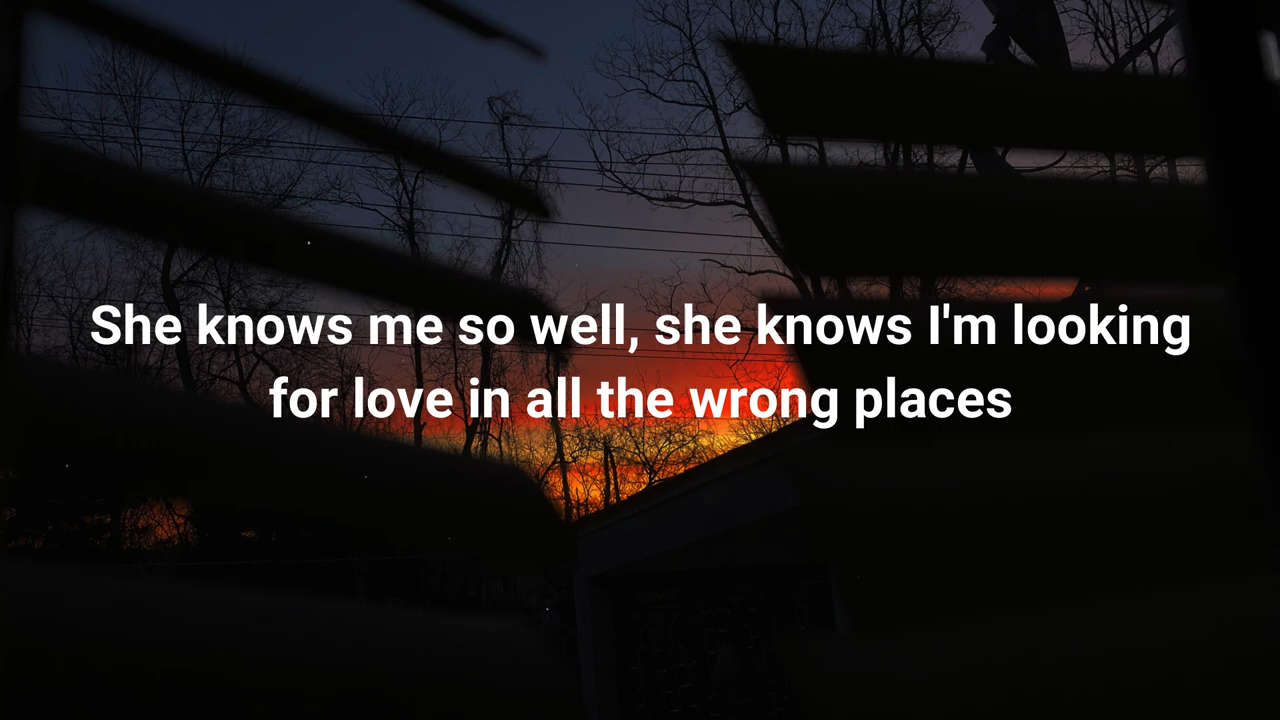 She knows me so well, she knows I'm looking
for love in all the wrong places